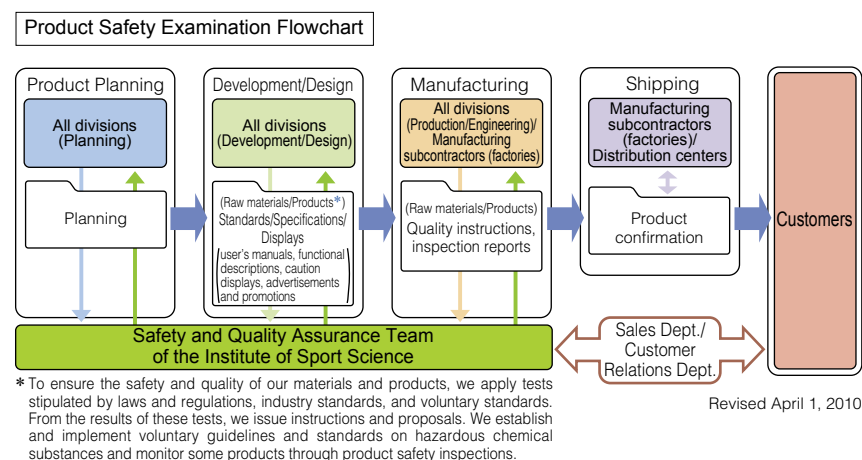 Product Safety Examination Flowchart
Product Planning
All divisions
(Planning)
Planning
Development/Design
All divisions
(Development/Design)
(Raw materials/Products*)
Standards/Specifications/
Displays
(user's manuals, functional
descriptions, caution
displays, advertisements
and promotions)
Manufacturing
All divisions
(Production/Engineering)/
Manufacturing
subcontractors (factories)
(Raw materials/Products)
Quality instructions,
inspection reports
Shipping
Manufacturing
subcontractors
(factories)/
Distribution centers
Product
confirmation
Customers
Safety and Quality Assurance Team
of the Institute of Sport Science
Sales Dept./
Customer
Relations Dept.
* To ensure the safety and quality of our materials and products, we apply tests
stipulated by laws and regulations, industry standards, and voluntary standards.
From the results of these tests, we issue instructions and proposals. We establish
and implement voluntary guidelines and standards on hazardous chemical
substances and monitor some products through product safety inspections.
Revised April 1, 2010